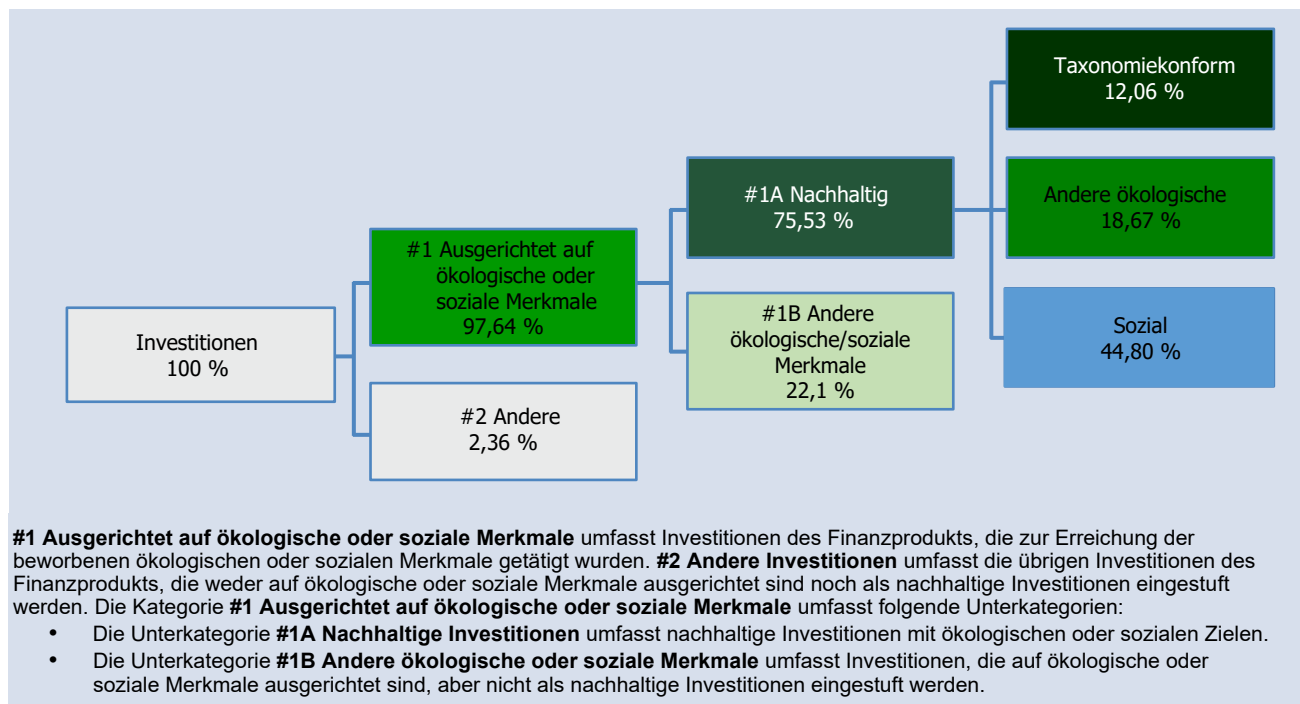 Investitionen
100 %
#1 Ausgerichtet auf
ökologische oder
soziale Merkmale
97,64 %
#2 Andere
2,36 %
#1A Nachhaltig
75,53 %
#1B Andere
ökologische/soziale
Merkmale
22,1 %
Taxonomiekonform
12,06 %
Andere ökologische
18,67 %
Sozial
44,80 %
#1 Ausgerichtet auf ökologische oder soziale Merkmale umfasst Investitionen des Finanzprodukts, die zur Erreichung der
beworbenen ökologischen oder sozialen Merkmale getätigt wurden. #2 Andere Investitionen umfasst die übrigen Investitionen des
Finanzprodukts, die weder auf ökologische oder soziale Merkmale ausgerichtet sind noch als nachhaltige Investitionen eingestuft
werden. Die Kategorie #1 Ausgerichtet auf ökologische oder soziale Merkmale umfasst folgende Unterkategorien:
• Die Unterkategorie #1A Nachhaltige Investitionen umfasst nachhaltige Investitionen mit ökologischen oder sozialen Zielen.
• Die Unterkategorie #1B Andere ökologische oder soziale Merkmale umfasst Investitionen, die auf ökologische oder
soziale Merkmale ausgerichtet sind, aber nicht als nachhaltige Investitionen eingestuft werden.